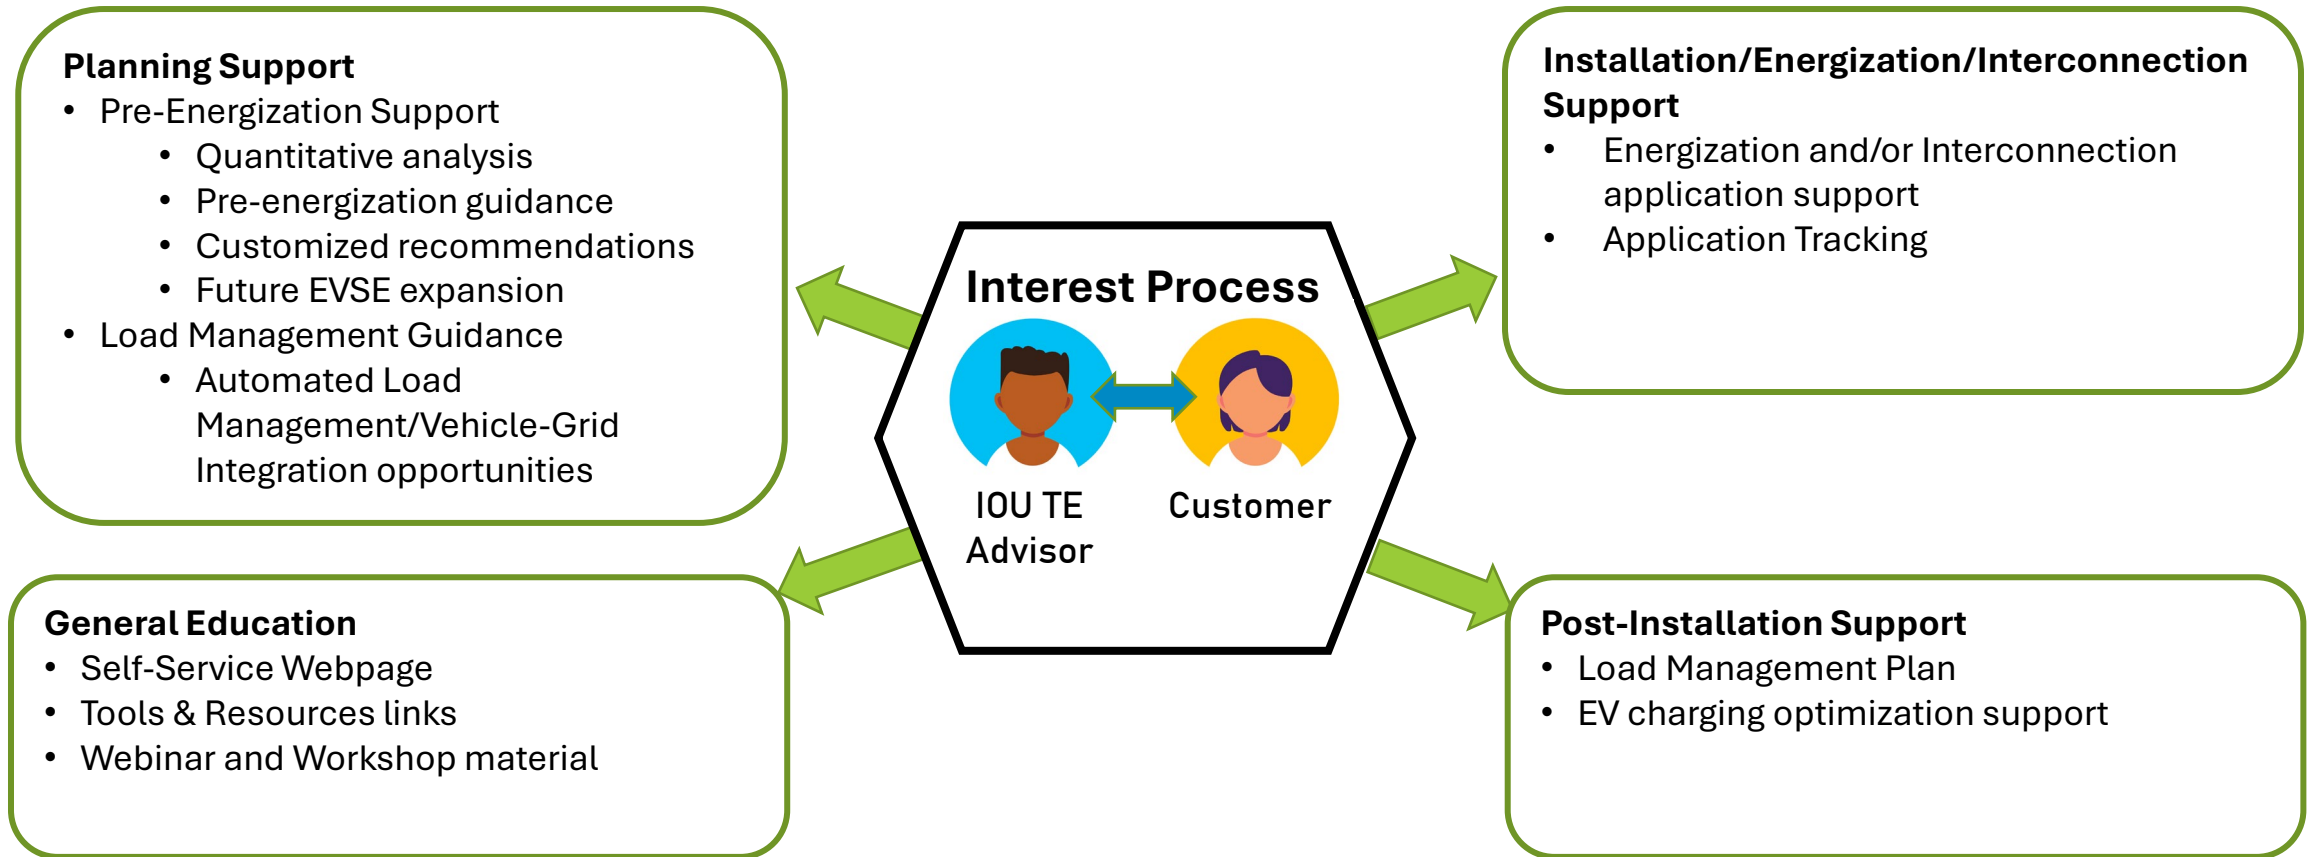 Planning Support
• Pre-Energization Support
• Quantitative analysis
• Pre-energization guidance
• Customized recommendations
• Future EVSE expansion
• Load Management Guidance
• Automated Load
Management/Vehicle-Grid
Integration opportunities
Installation/Energization/Interconnection
Support
• Energization and/or Interconnection
application support
• Application Tracking
Interest Process
IOU TE
Advisor
Customer
General Education
• Self-Service Webpage
• Tools & Resources links
• Webinar and Workshop material
Post-Installation Support
• Load Management Plan
• EV charging optimization support